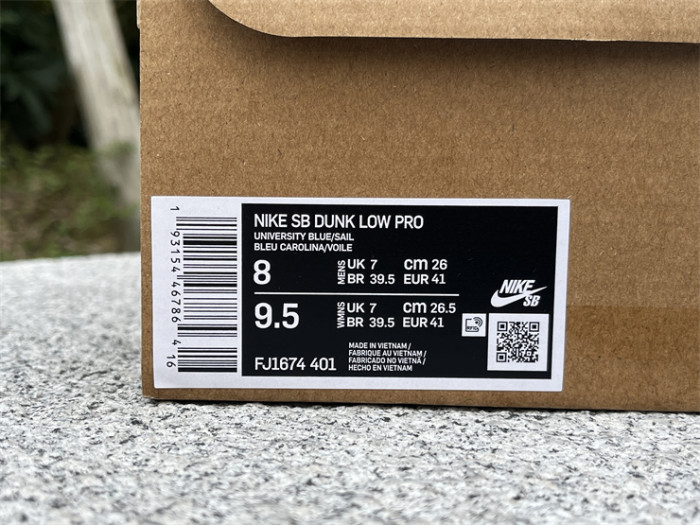 NIKE SB DUNK LOW PRO
UNIVERSITY BLUE/SAIL
BLEU CAROLINA/VOILE
8 MENS UK 7 cm 26
BR 39.5 EUR 41
9.5 WMNS UK 7 cm 26.5
BR 39.5 EUR 41
FJ1674 401
MADE IN VIETNAM /
FABRIQUE AU VIETNAM /
FABRICADO NO VIETNÃ /
HECHO EN VIETNAM
RFID
NIKE
SB
1 93154 46786 4 16